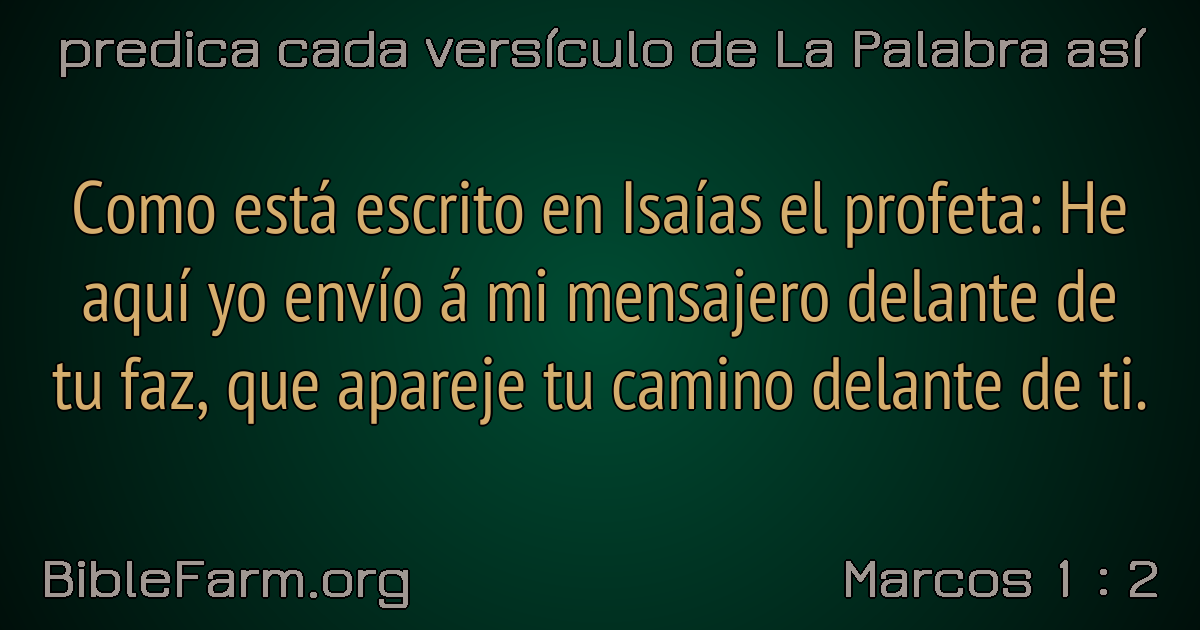 predica cada versículo de La Palabra así
Como está escrito en Isaías el profeta: He
aquí yo envío á mi mensajero delante de
tu faz, que apareje tu camino delante de ti.
BibleFarm.org
Marcos 1 : 2